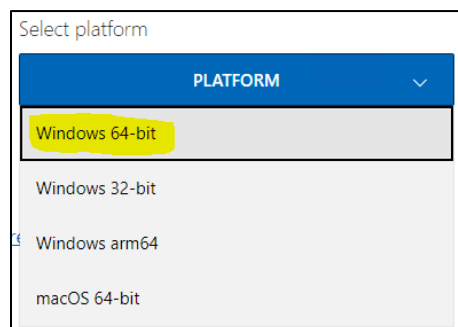 Select platform
PLATFORM
Windows 64-bit
Windows 32-bit
Windows arm64
macOS 64-bit